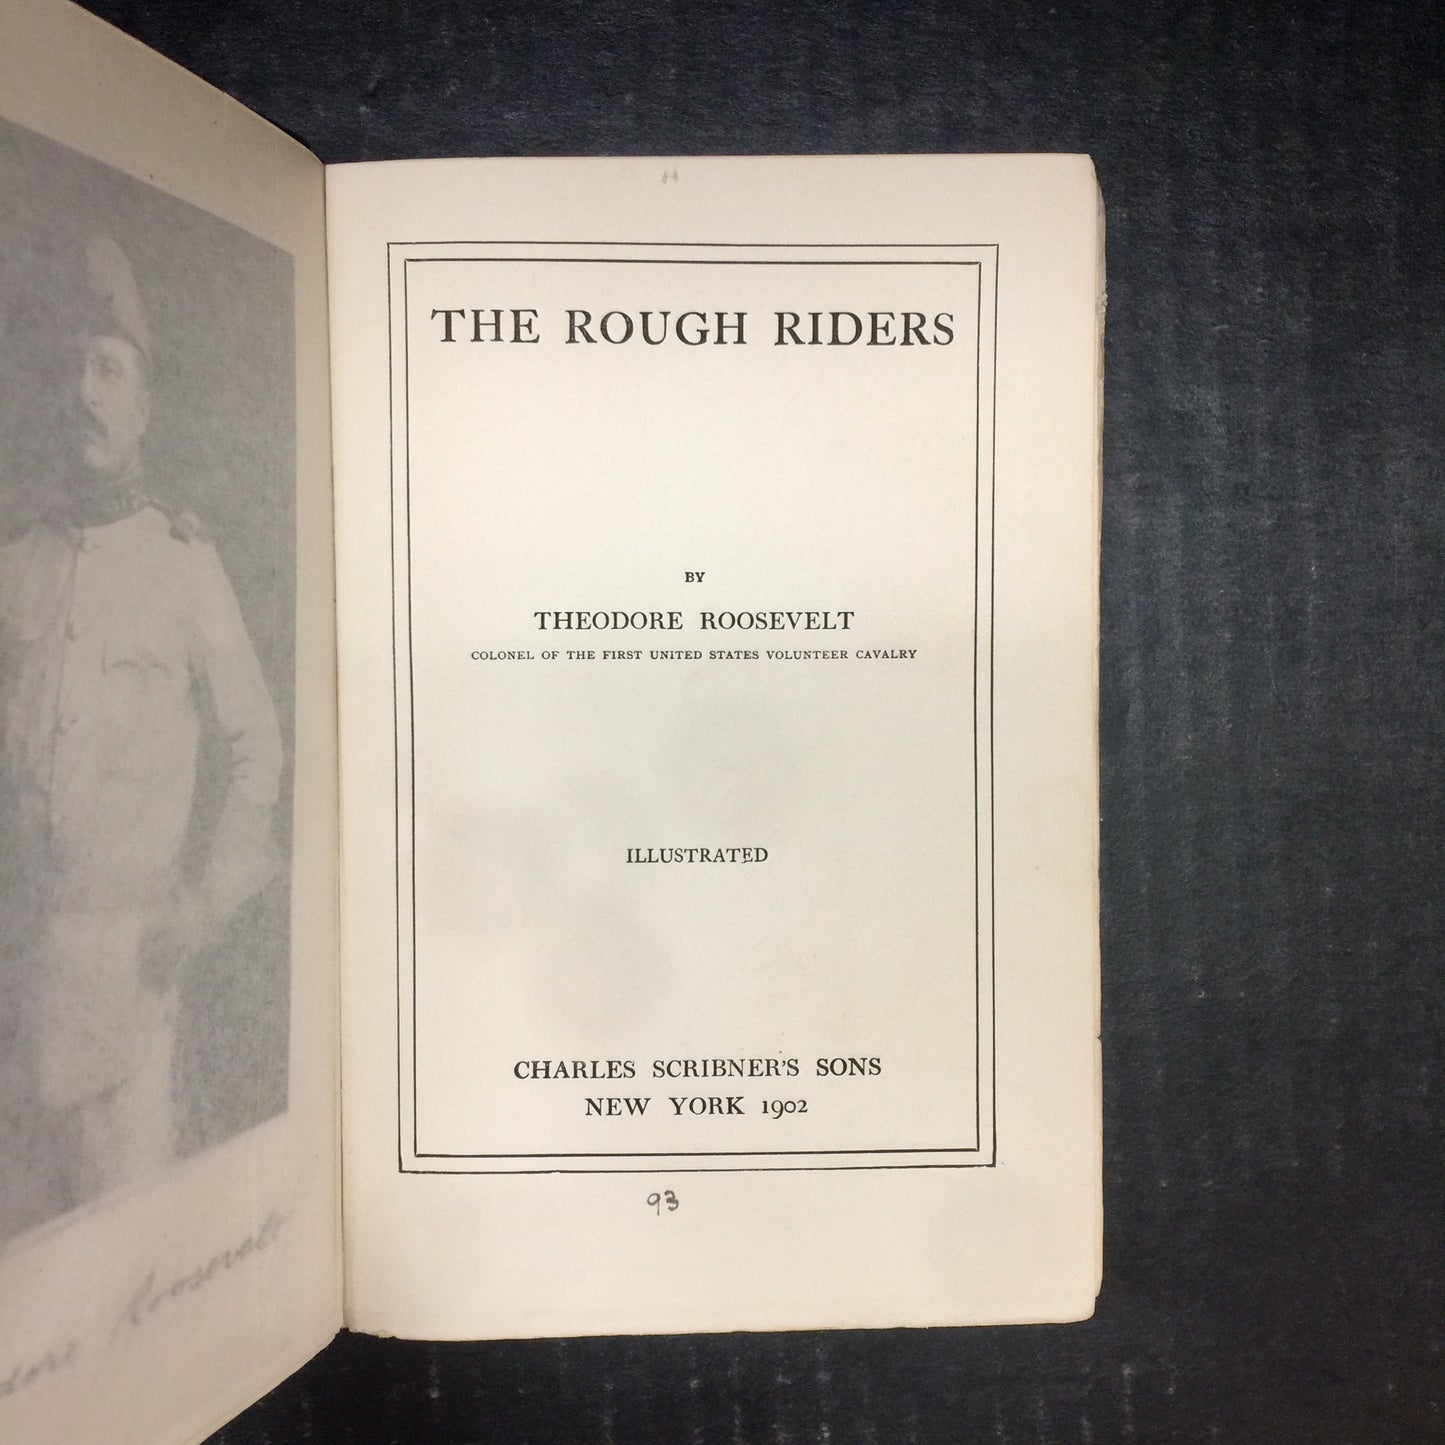 THE ROUGH RIDERS
BY
THEODORE ROOSEVELT
COLONEL OF THE FIRST UNITED STATES VOLUNTEER CAVALRY
ILLUSTRATED
CHARLES SCRIBNER'S SONS
NEW YORK 1902
93
Roosevelt